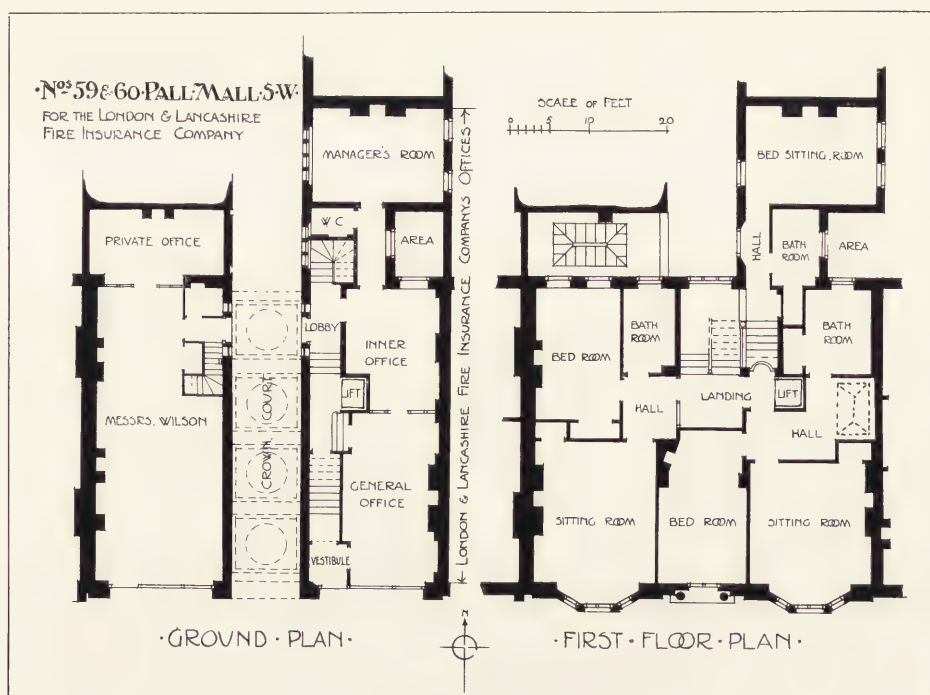 ·Nos 59 & 60·PALL·MALL·S·W·
FOR THE LONDON & LANCASHIRE
FIRE INSURANCE COMPANY
SCALE OF FEET
0 5 10 20
MANAGER'S ROOM
W C
AREA
PRIVATE OFFICE
LOBBY
INNER
OFFICE
LIFT
MESSRS. WILSON
CROWN COURT
GENERAL
OFFICE
VESTIBULE
LONDON & LANCASHIRE FIRE INSURANCE COMPANYS OFFICES
BED SITTING ROOM
HALL
BATH
ROOM
AREA
BED ROOM
BATH
ROOM
BATH
ROOM
LANDING
LIFT
HALL
HALL
SITTING ROOM
BED ROOM
SITTING ROOM
·GROUND·PLAN·
N
·FIRST·FLOOR·PLAN·